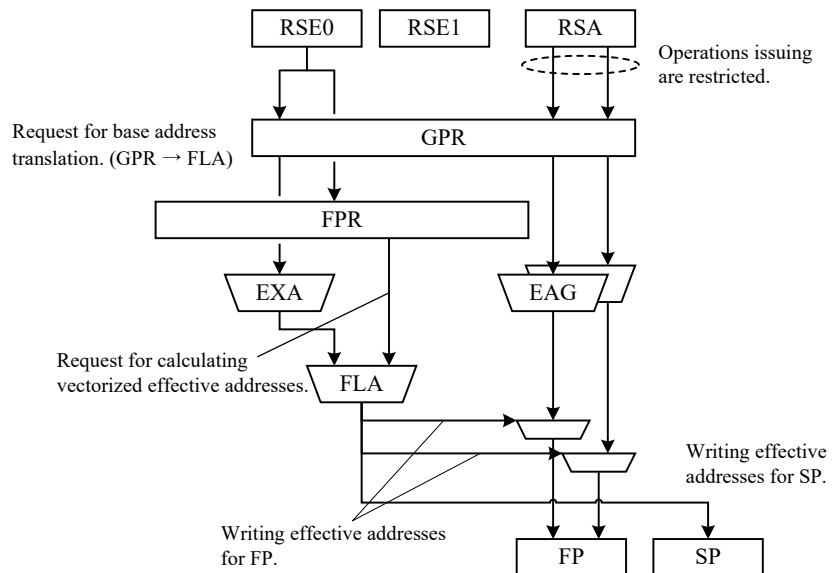 RSE0 RSE1 RSA
Operations issuing
are restricted.
Request for base address
translation. (GPR → FLA)
GPR
FPR
EXA
EAG
Request for calculating
vectorized effective addresses.
FLA
Writing effective
addresses for SP.
Writing effective addresses
for FP.
FP SP